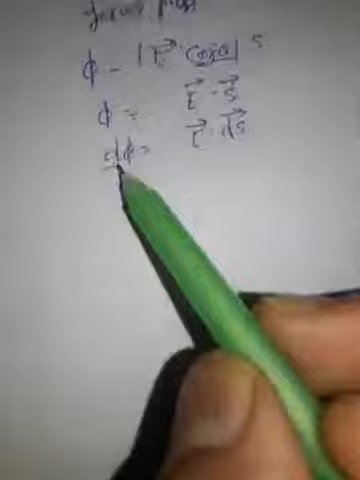 ϕ = |E⃗ cosθ| s
ϕ = E⃗ · S⃗
dϕ = E⃗ · dS⃗